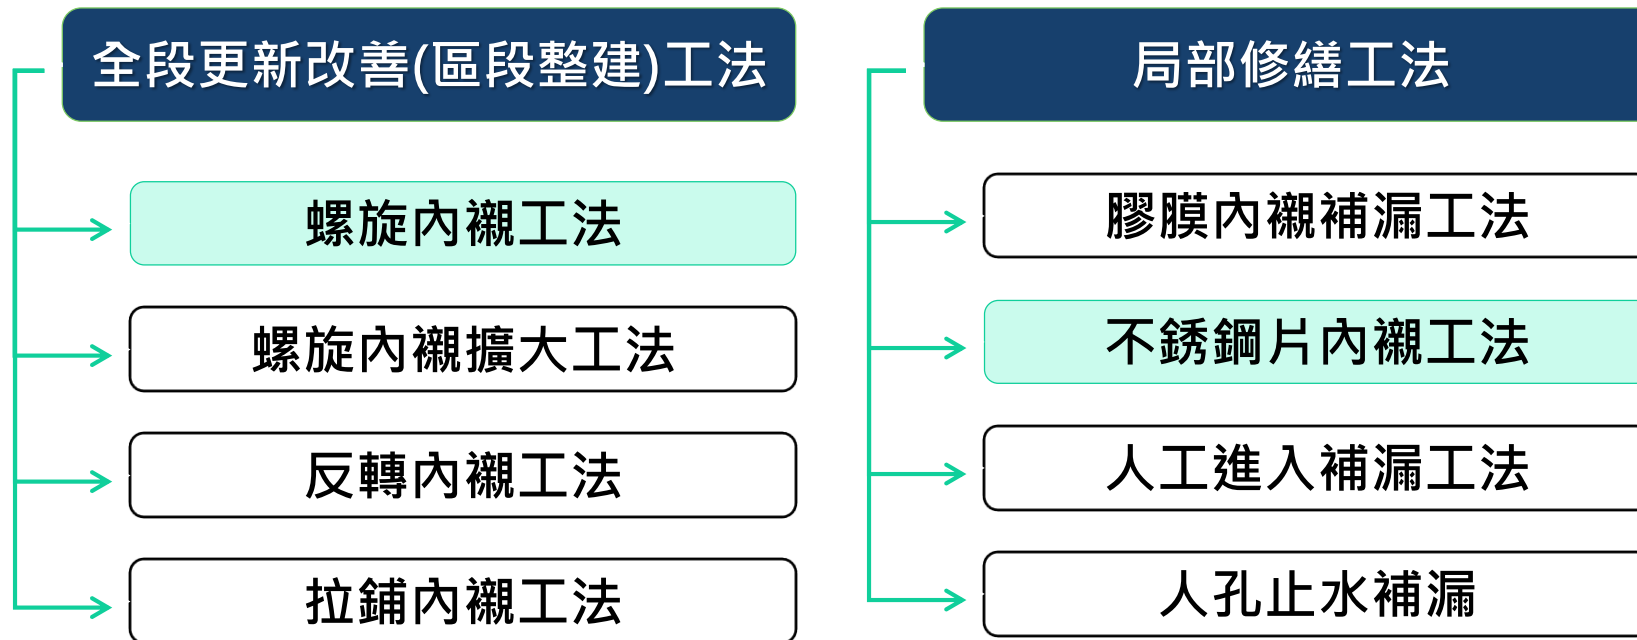 全段更新改善(區段整建)工法
螺旋內襯工法
螺旋內襯擴大工法
反轉內襯工法
拉鋪內襯工法
局部修繕工法
膠膜內襯補漏工法
不銹鋼片內襯工法
人工進入補漏工法
人孔止水補漏